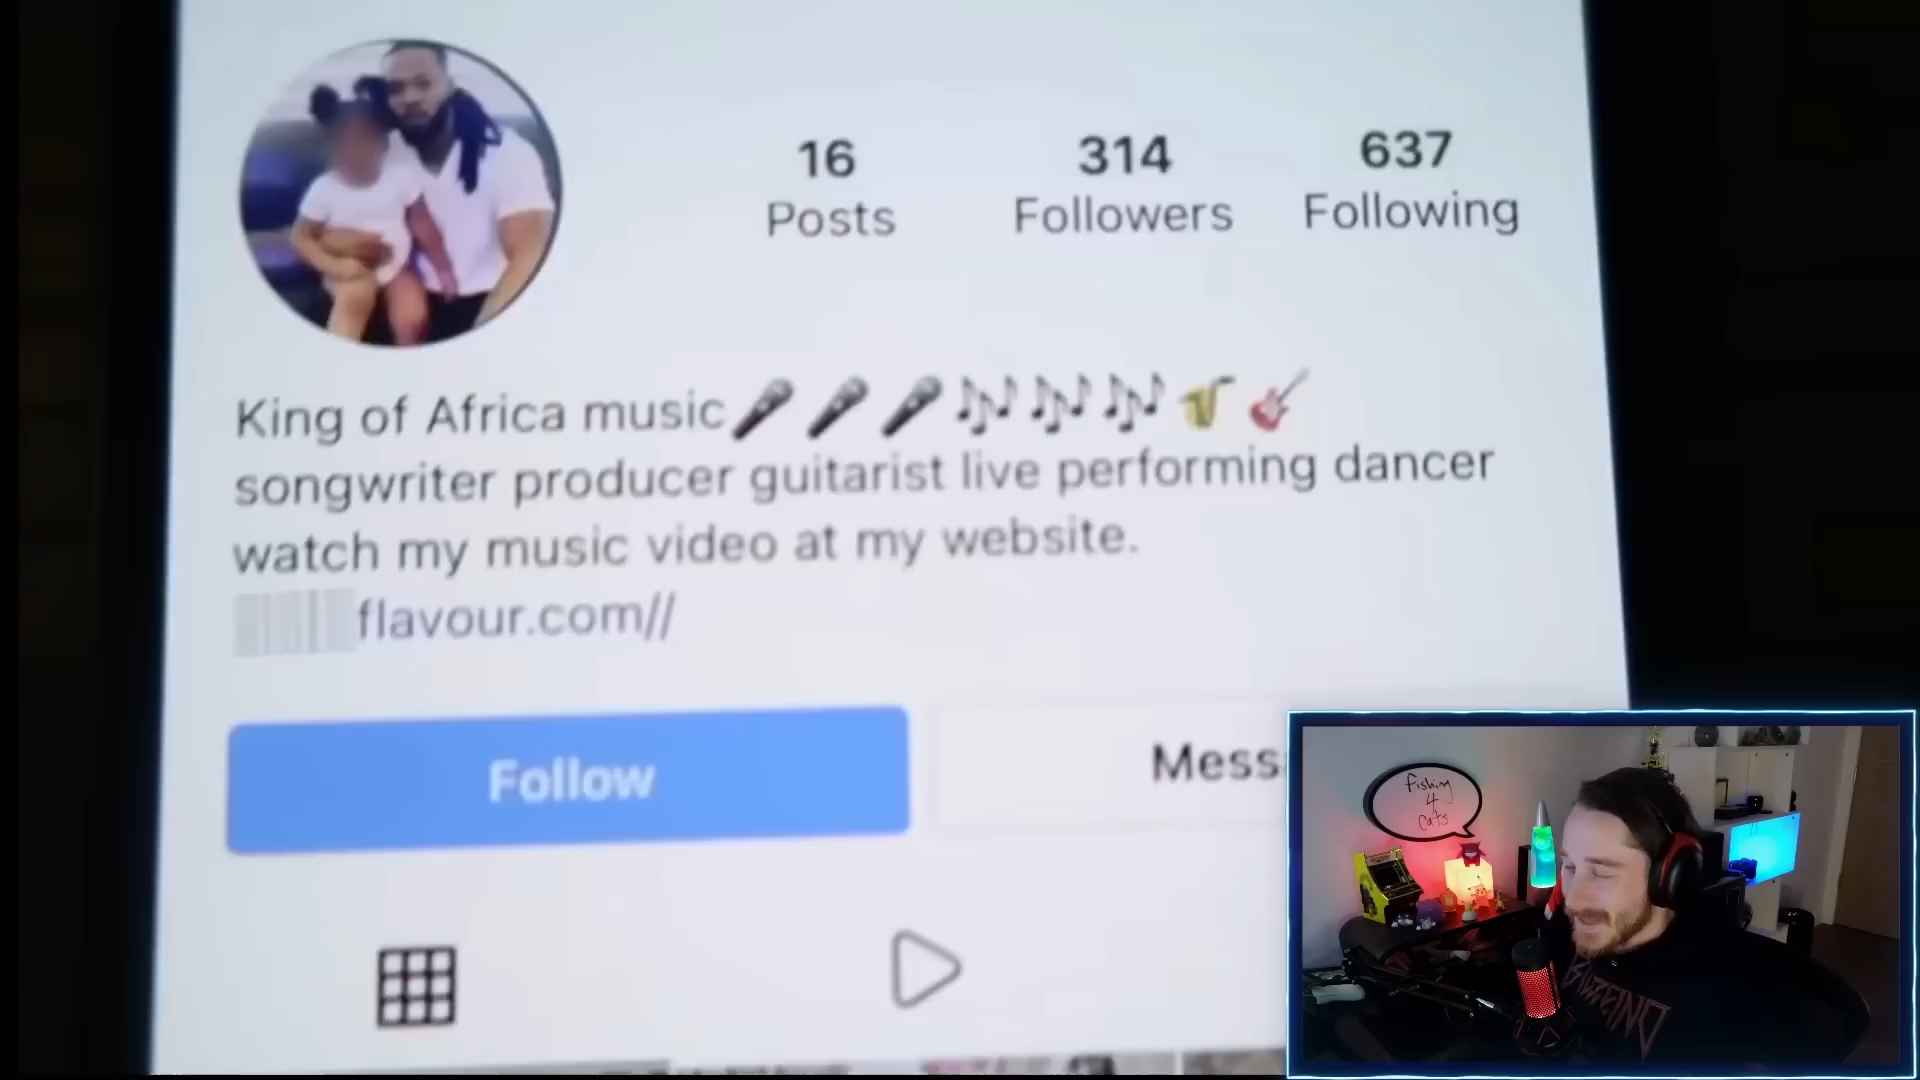 16
Posts
314
Followers
637
Following
King of Africa music🎤🎤🎤🎶🎶🎶🎷🎸
songwriter producer guitarist live performing dancer
watch my music video at my website.
flavour.com//
Follow
Mess
fishing
4
cats